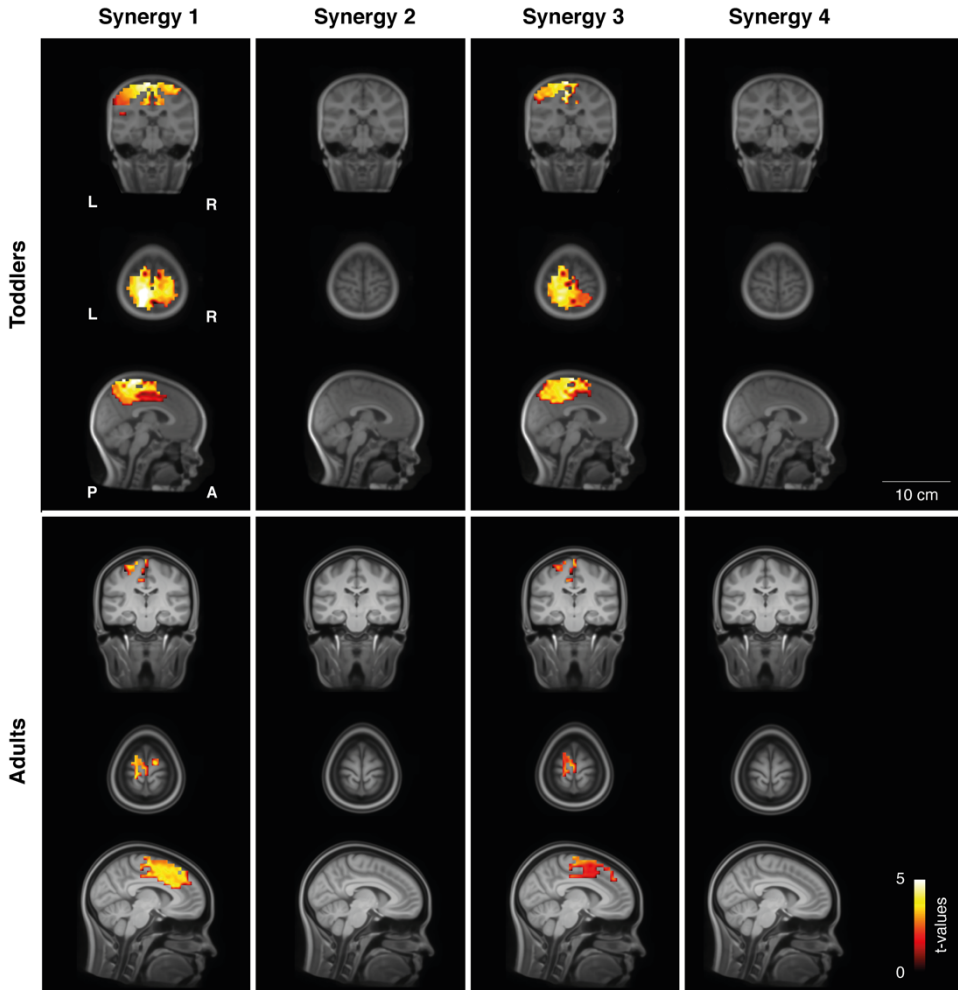 Synergy 1
Synergy 2
Synergy 3
Synergy 4
Toddlers
L
R
L
R
P
A
10 cm
Adults
5
0
t-values